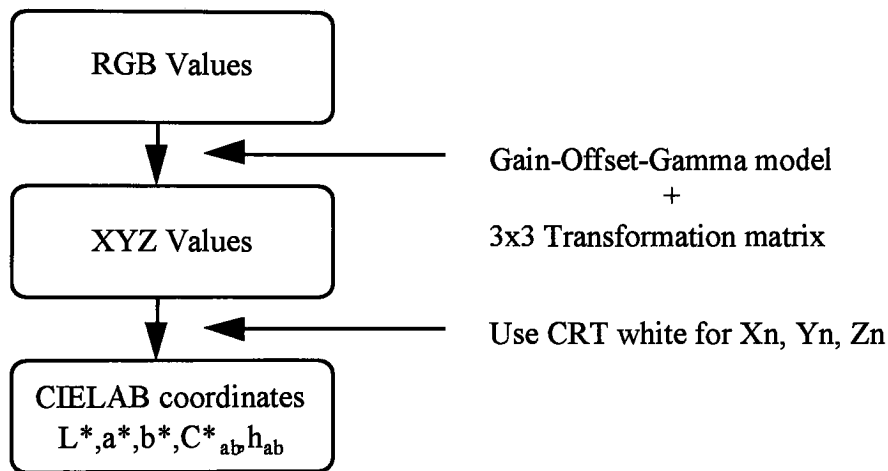 RGB Values
Gain-Offset-Gamma model
+
3x3 Transformation matrix
XYZ Values
Use CRT white for Xn, Yn, Zn
CIELAB coordinates
L*,a*,b*,C*ab,hab